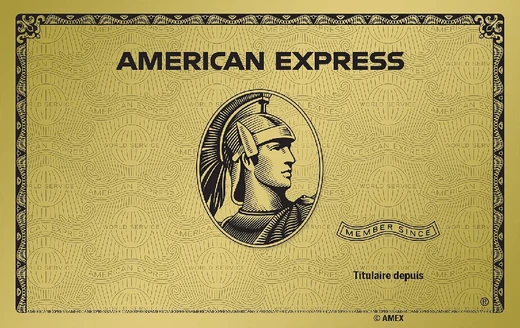 AMERICAN EXPRESS
MEMBER SINCE
Titulaire depuis
®
© AMEX